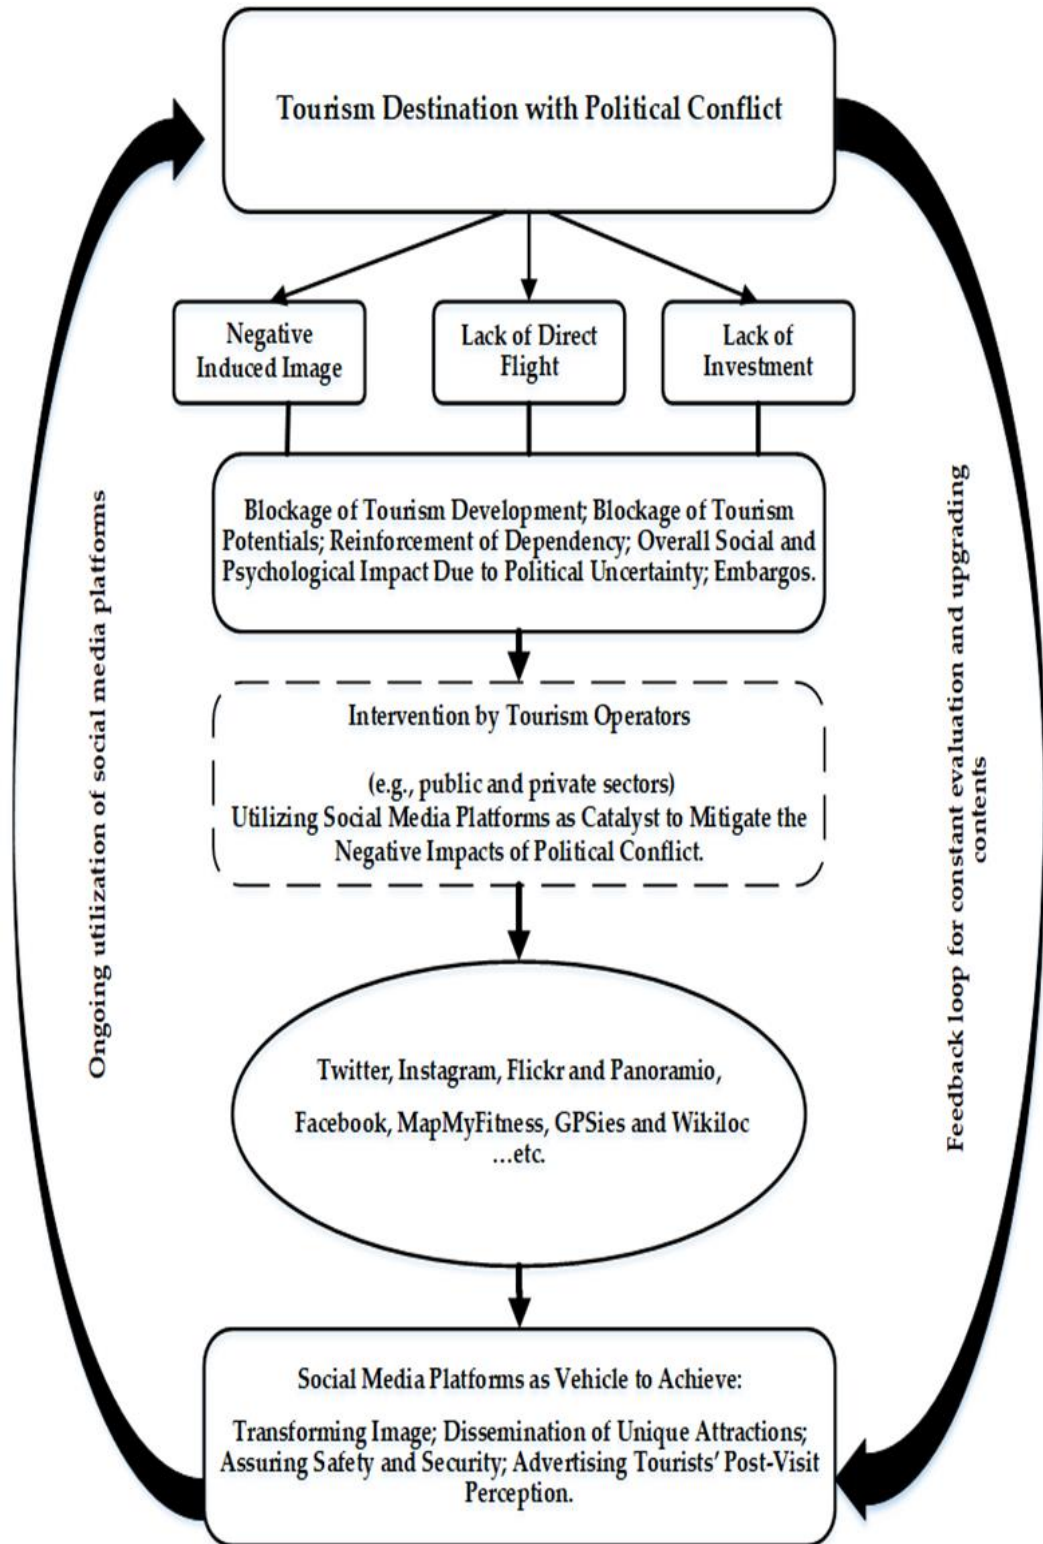 Tourism Destination with Political Conflict
Negative
Induced Image
Lack of Direct
Flight
Lack of
Investment
Blockage of Tourism Development; Blockage of Tourism
Potentials; Reinforcement of Dependency; Overall Social and
Psychological Impact Due to Political Uncertainty; Embargos.
Intervention by Tourism Operators
(e.g., public and private sectors)
Utilizing Social Media Platforms as Catalyst to Mitigate the
Negative Impacts of Political Conflict.
Twitter, Instagram, Flickr and Panoramio,
Facebook, MapMyFitness, GPSies and Wikiloc
...etc.
Social Media Platforms as Vehicle to Achieve:
Transforming Image; Dissemination of Unique Attractions;
Assuring Safety and Security; Advertising Tourists' Post-Visit
Perception.
Ongoing utilization of social media platforms
Feedback loop for constant evaluation and upgrading
contents